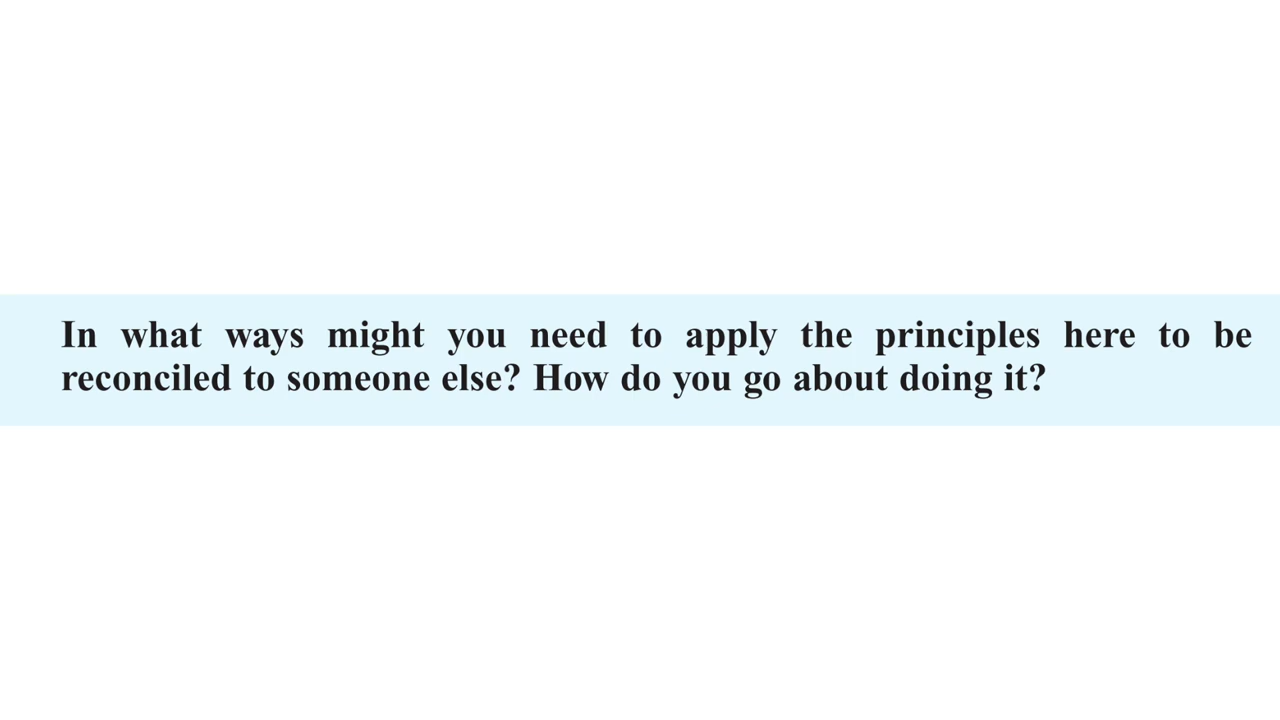 In what ways might you need to apply the principles here to be
reconciled to someone else? How do you go about doing it?